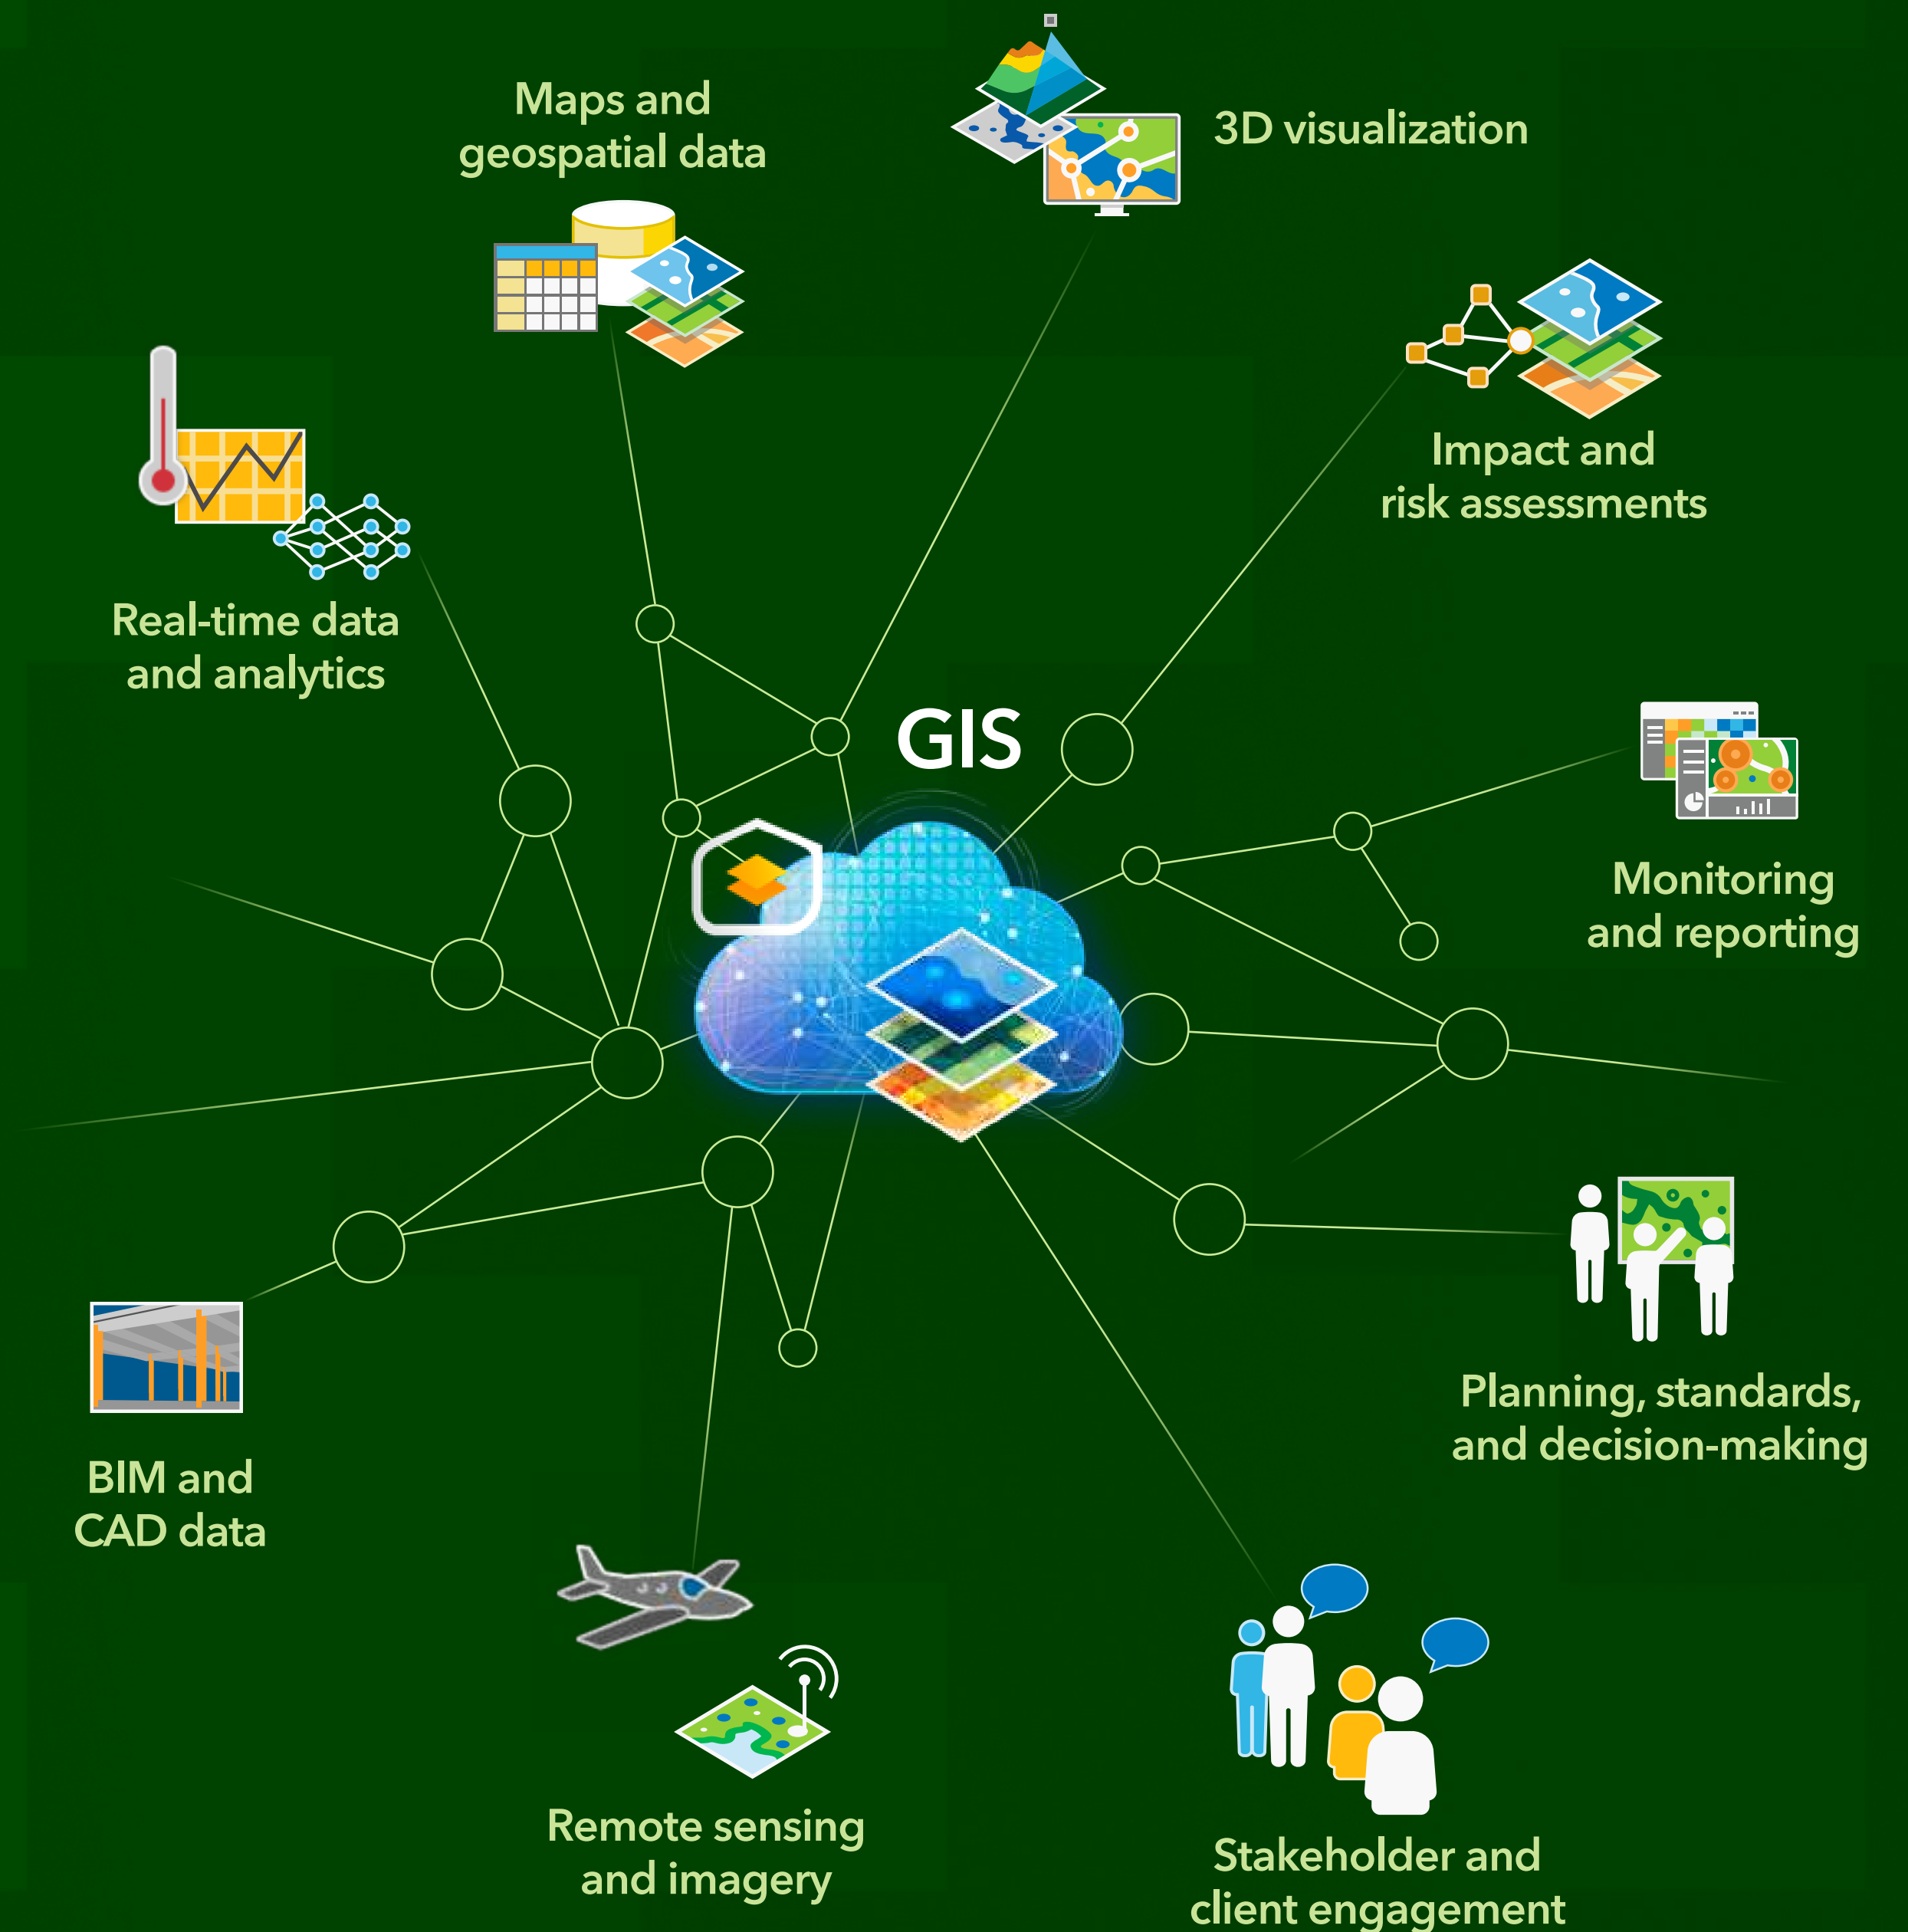 Maps and
geospatial data
3D visualization
Impact and
risk assessments
Real-time data
and analytics
GIS
Monitoring
and reporting
Planning, standards,
and decision-making
BIM and
CAD data
Remote sensing
and imagery
Stakeholder and
client engagement